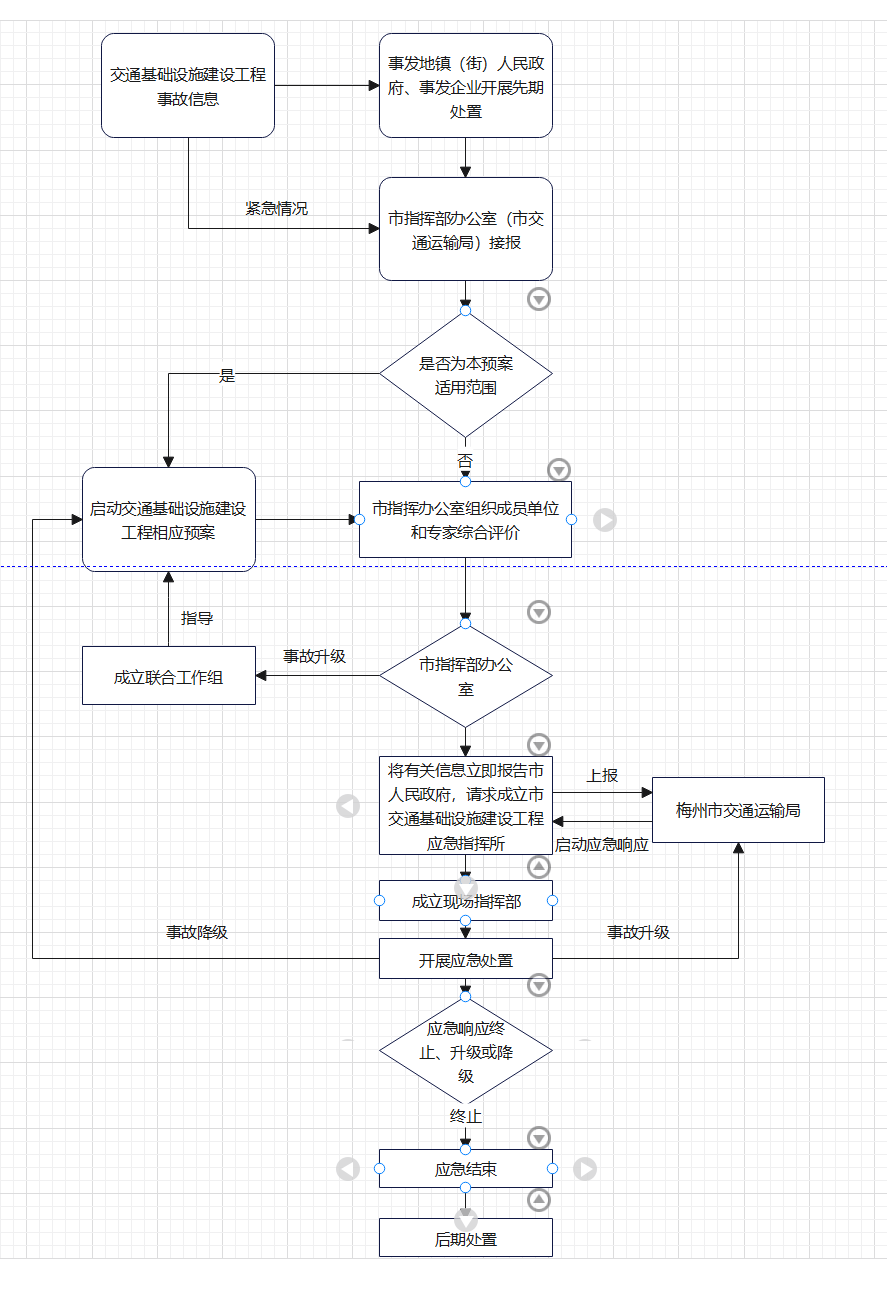 交通基础设施建设工程
事故信息
事发地镇（街）人民政
府、事发企业开展先期
处置
紧急情况
市指挥部办公室（市交
通运输局）接报
是否为本预案
适用范围
是
否
启动交通基础设施建设
工程相应预案
市指挥办公室组织成员单位
和专家综合评价
指导
事故升级
成立联合工作组
市指挥部办公
室
将有关信息立即报告市
人民政府，请求成立市
交通基础设施建设工程
应急指挥所
上报
梅州市交通运输局
启动应急响应
成立现场指挥部
事故降级
事故升级
开展应急处置
应急响应终
止、升级或降
级
终止
应急结束
后期处置